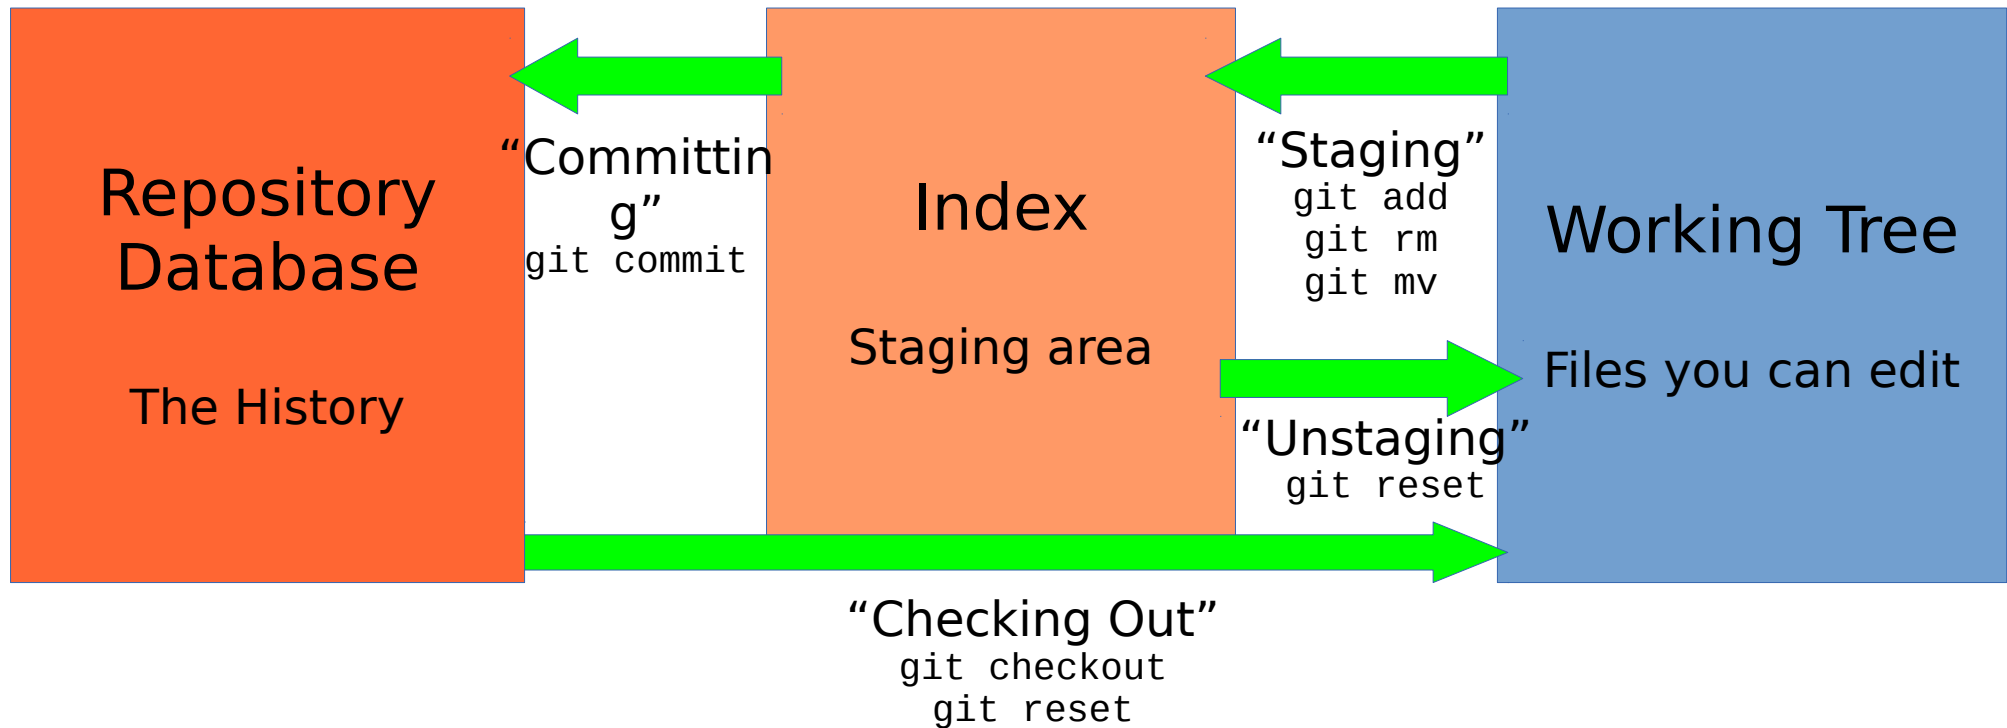 Repository
Database
The History
“Committin
g”
git commit
Index
Staging area
“Staging”
git add
git rm
git mv
“Unstaging”
git reset
Working Tree
Files you can edit
“Checking Out”
git checkout
git reset